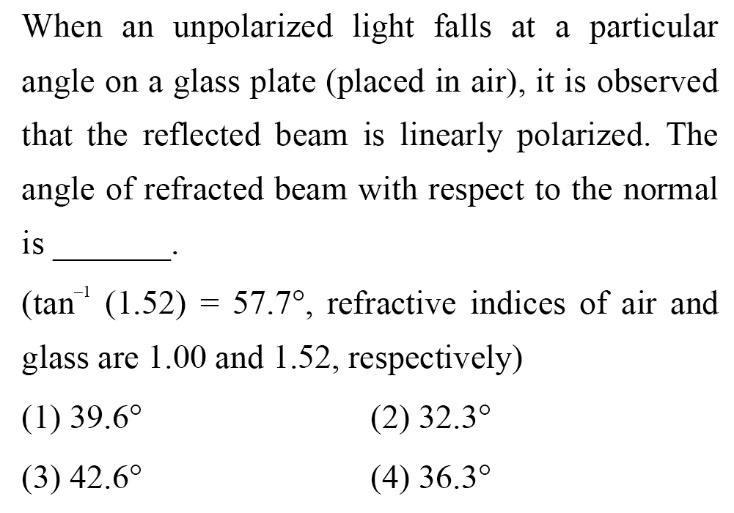 When an unpolarized light falls at a particular
angle on a glass plate (placed in air), it is observed
that the reflected beam is linearly polarized. The
angle of refracted beam with respect to the normal
is _______.
(tan⁻¹ (1.52) = 57.7°, refractive indices of air and
glass are 1.00 and 1.52, respectively)
(1) 39.6° (2) 32.3°
(3) 42.6° (4) 36.3°